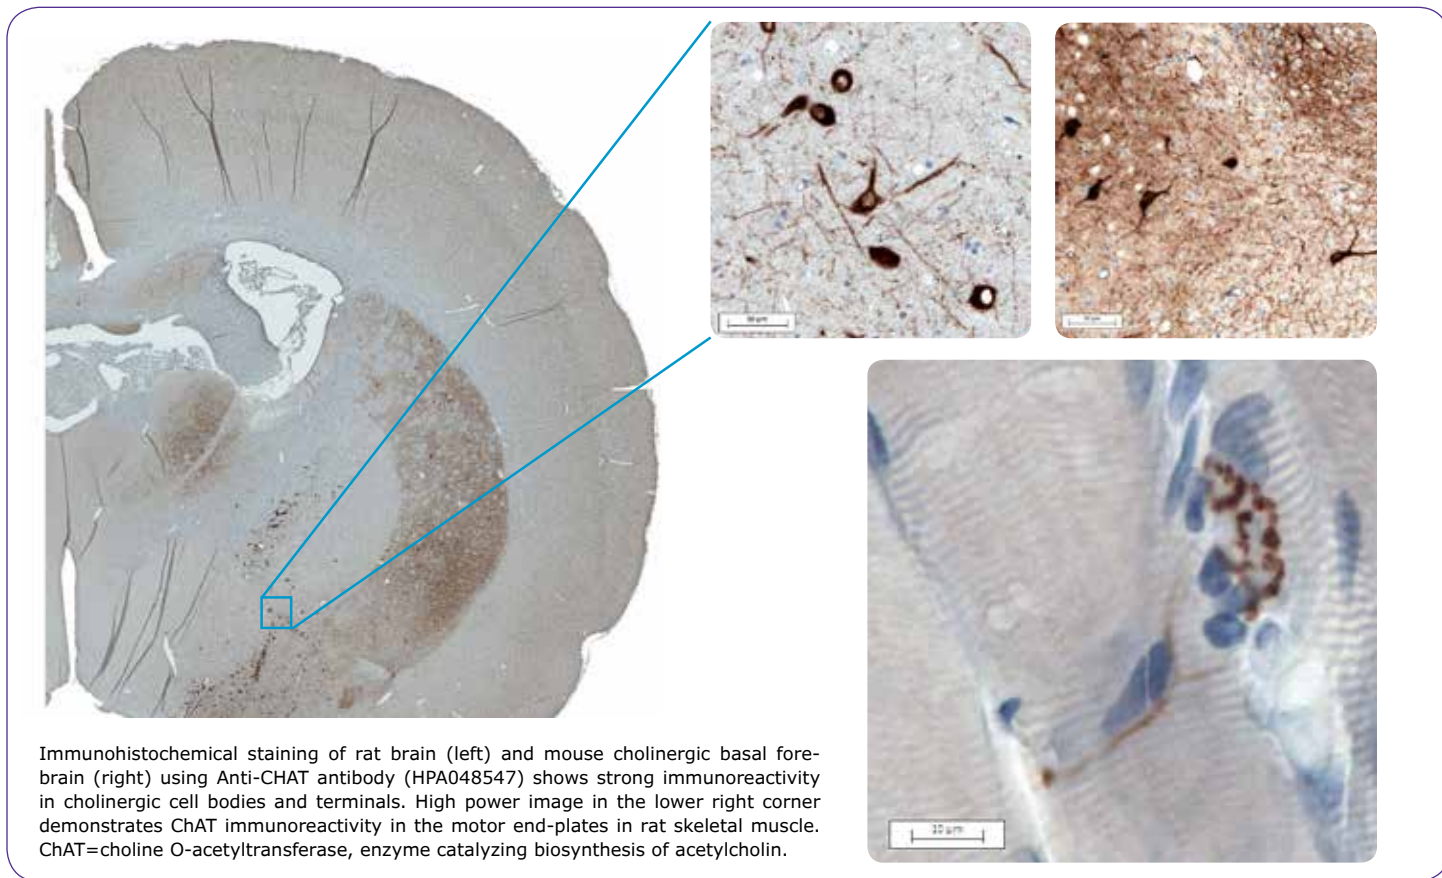 Immunohistochemical staining of rat brain (left) and mouse cholinergic basal fore-
brain (right) using Anti-CHAT antibody (HPA048547) shows strong immunoreactivity
in cholinergic cell bodies and terminals. High power image in the lower right corner
demonstrates ChAT immunoreactivity in the motor end-plates in rat skeletal muscle.
ChAT=choline O-acetyltransferase, enzyme catalyzing biosynthesis of acetylcholin.